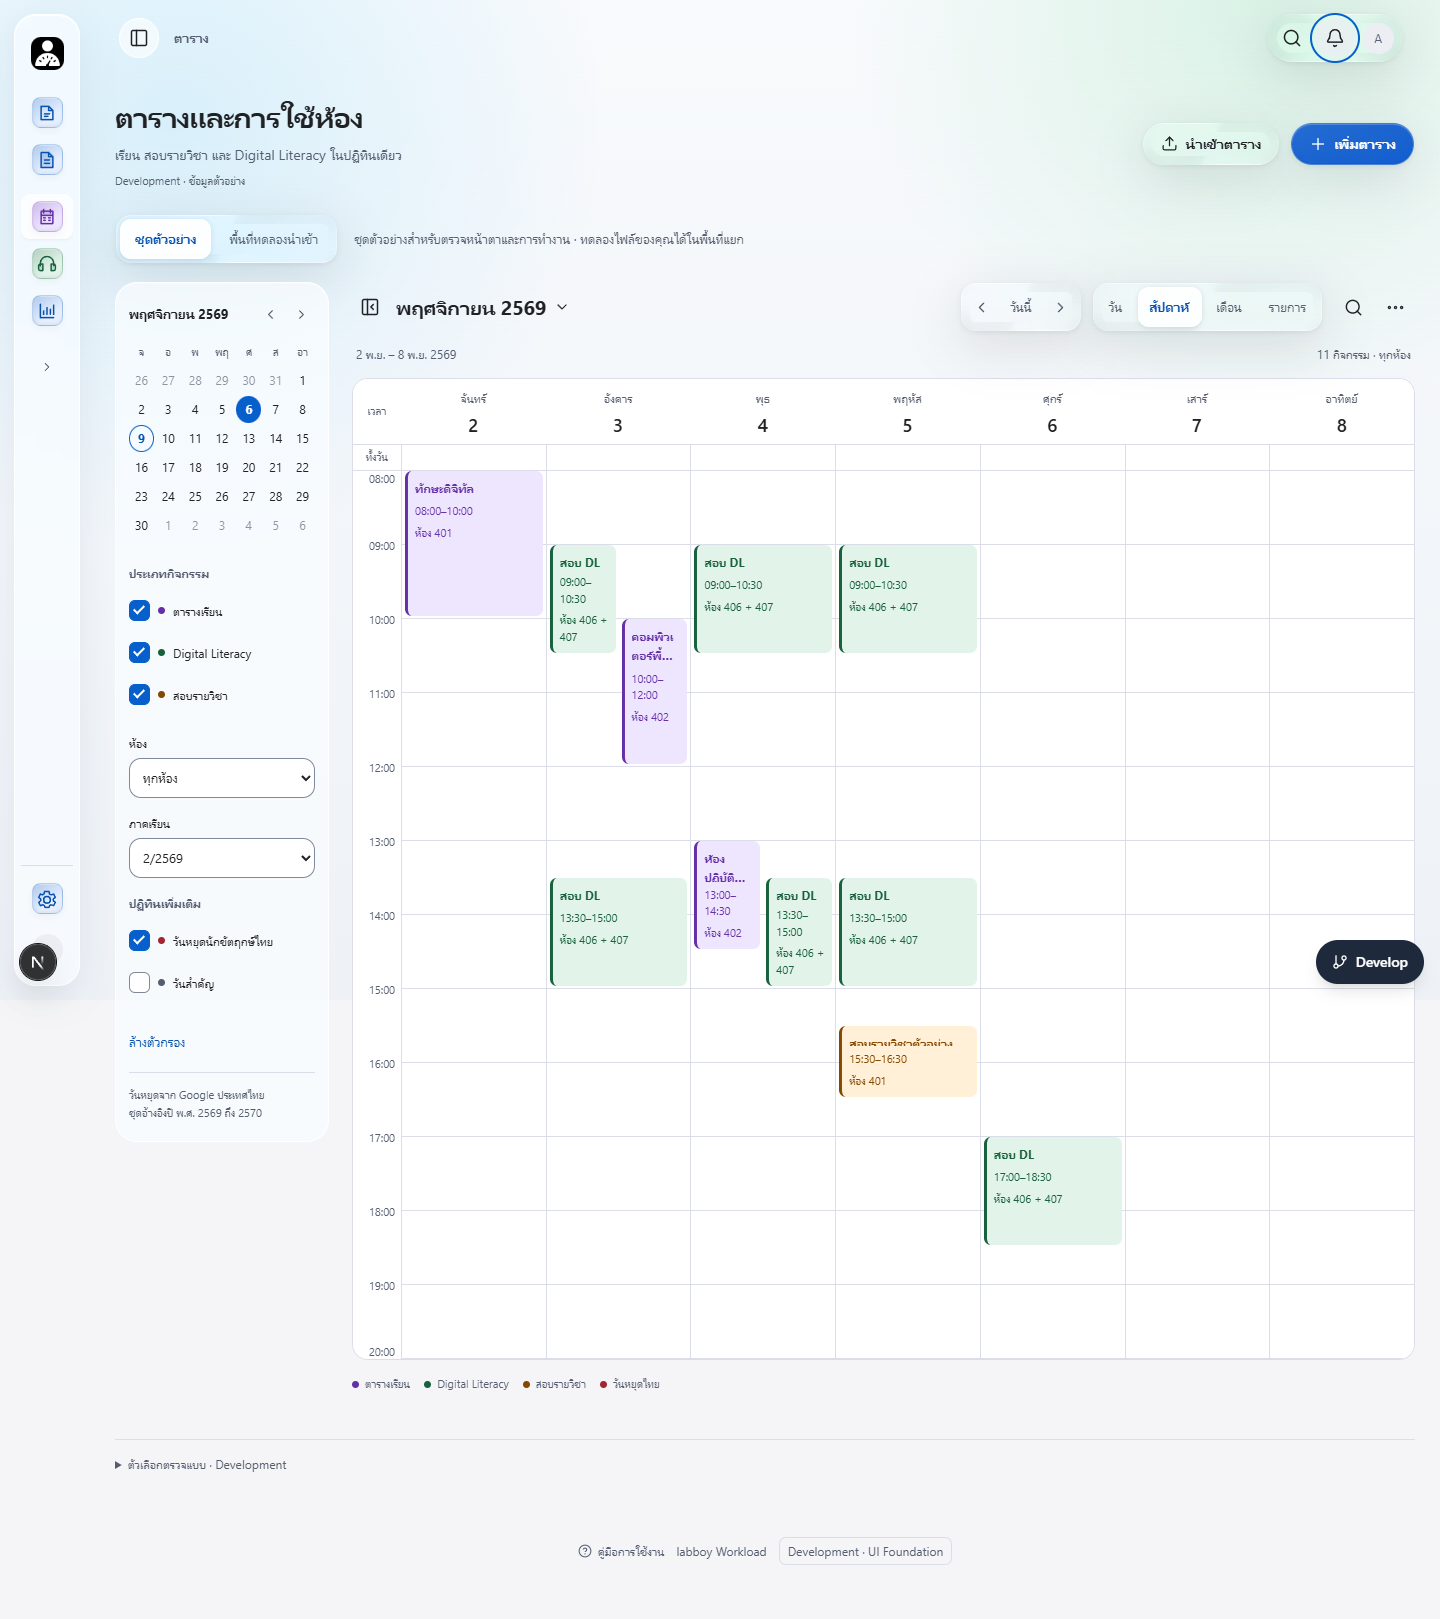 ตาราง
A
ตารางและการใช้ห้อง
เรียน สอบรายวิชา และ Digital Literacy ในปฏิทินเดียว
Development · ข้อมูลตัวอย่าง
นำเข้าตาราง
เพิ่มตาราง
ชุดตัวอย่าง
พื้นที่ทดลองนำเข้า
ชุดตัวอย่างสำหรับตรวจหน้าตาและการทำงาน · ทดลองไฟล์ของคุณได้ในพื้นที่แยก
พฤศจิกายน 2569
จ อ พ พฤ ศ ส อา
26 27 28 29 30 31 1
2 3 4 5 6 7 8
9 10 11 12 13 14 15
16 17 18 19 20 21 22
23 24 25 26 27 28 29
30 1 2 3 4 5 6
ประเภทกิจกรรม
ตารางเรียน
Digital Literacy
สอบรายวิชา
ห้อง
ทุกห้อง
ภาคเรียน
2/2569
ปฏิทินเพิ่มเติม
วันหยุดนักขัตฤกษ์ไทย
วันสำคัญ
ล้างตัวกรอง
วันหยุดจาก Google ประเทศไทย
ชุดอ้างอิงปี พ.ศ. 2569 ถึง 2570
N
พฤศจิกายน 2569
วันนี้
วัน สัปดาห์ เดือน รายการ
2 พ.ย. – 8 พ.ย. 2569
11 กิจกรรม · ทุกห้อง
เวลา
จันทร์ อังคาร พุธ พฤหัส ศุกร์ เสาร์ อาทิตย์
2 3 4 5 6 7 8
ทั้งวัน
08:00
09:00
10:00
11:00
12:00
13:00
14:00
15:00
16:00
17:00
18:00
19:00
20:00
ทักษะดิจิทัล
08:00–10:00
ห้อง 401
สอบ DL
09:00–
10:30
ห้อง 406 +
407
คอมพิวเ
ตอร์พื้...
10:00–
12:00
ห้อง 402
สอบ DL
13:30–15:00
ห้อง 406 + 407
สอบ DL
09:00–10:30
ห้อง 406 + 407
ห้อง
ปฏิบัติ...
13:00–
14:30
ห้อง 402
สอบ DL
13:30–
15:00
ห้อง 406 +
407
สอบ DL
09:00–10:30
ห้อง 406 + 407
สอบ DL
13:30–15:00
ห้อง 406 + 407
สอบรายวิชาตัวอย่าง
15:30–16:30
ห้อง 401
สอบ DL
17:00–18:30
ห้อง 406 + 407
Develop
ตารางเรียน Digital Literacy สอบรายวิชา วันหยุดไทย
ตัวเลือกตรวจแบบ · Development
คู่มือการใช้งาน labboy Workload Development · UI Foundation